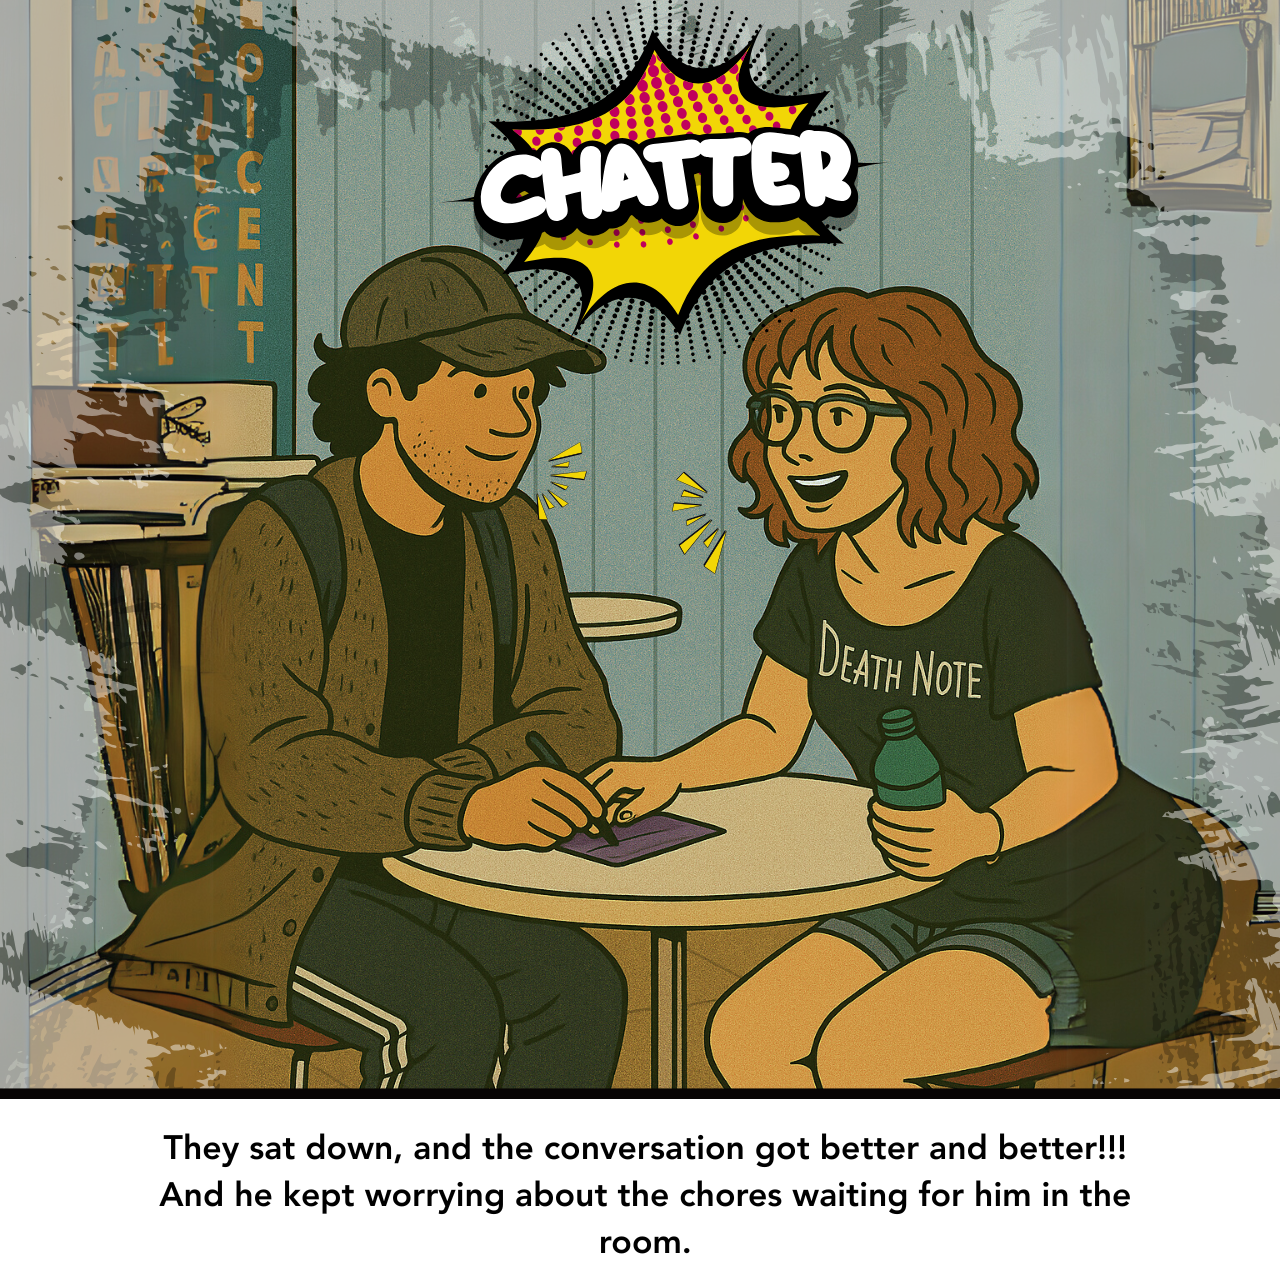 CHATTER
DEATH NOTE
They sat down, and the conversation got better and better!!!
And he kept worrying about the chores waiting for him in the
room.